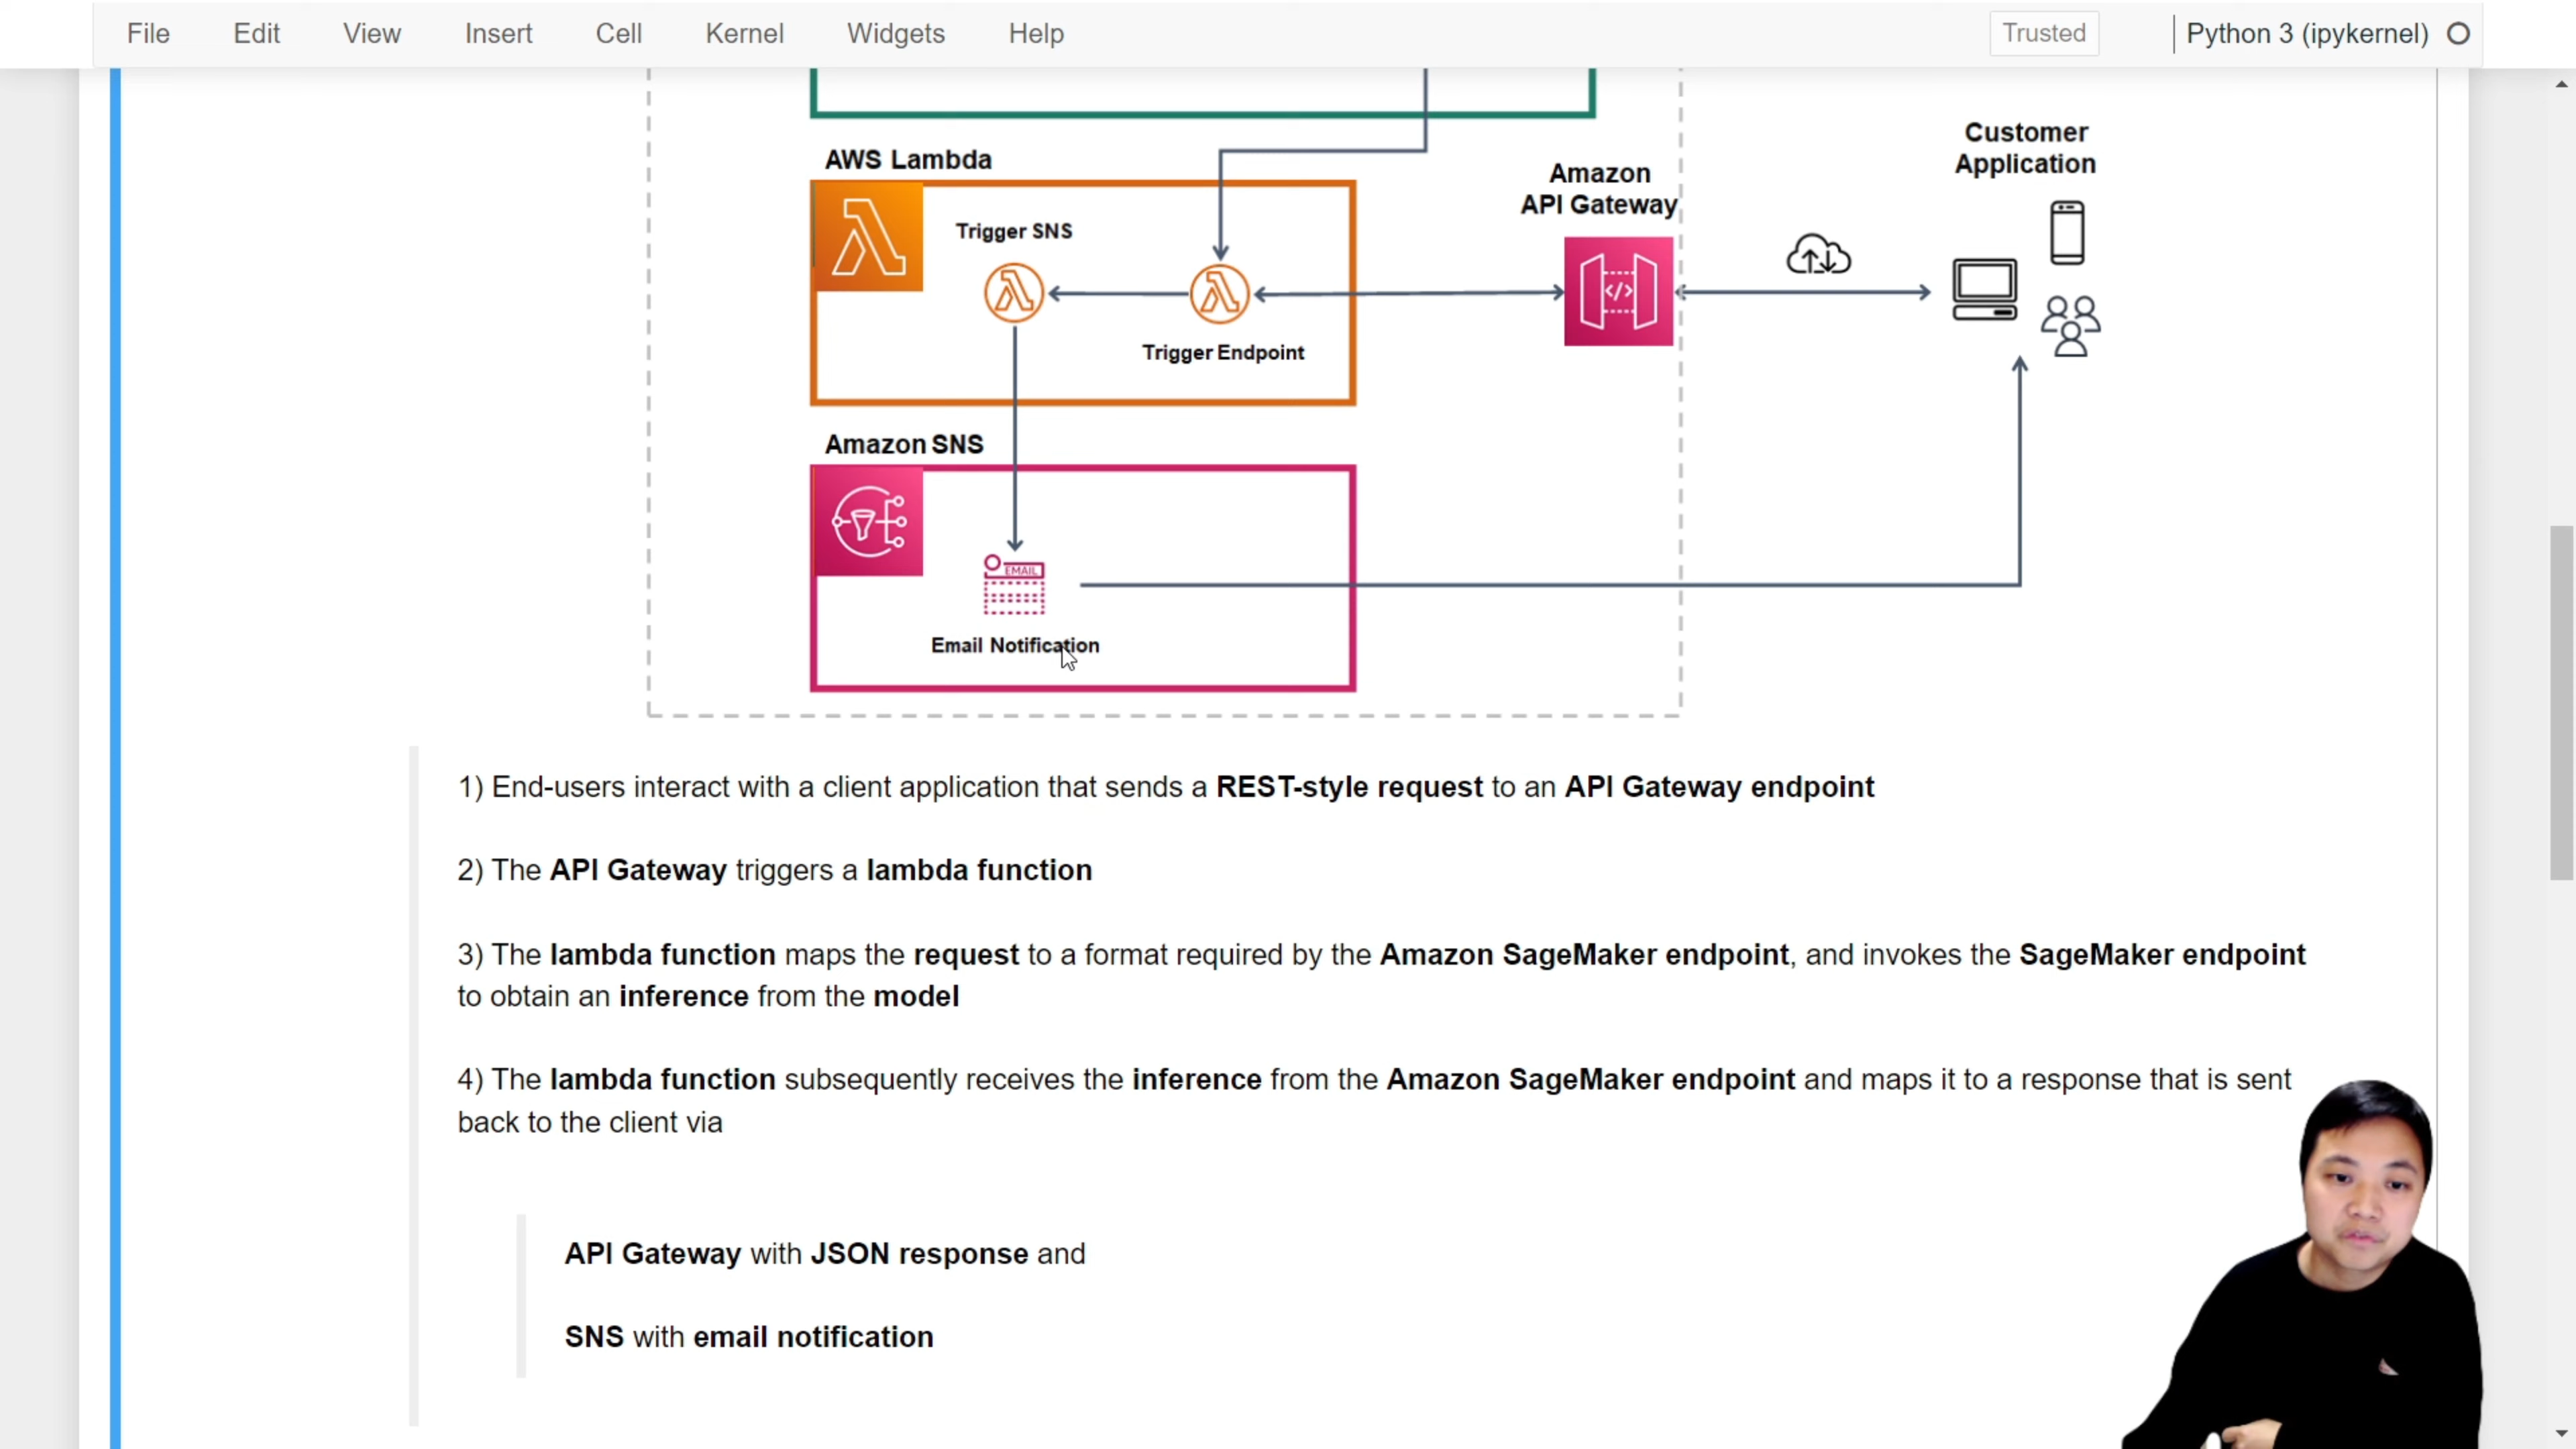 File Edit View Insert Cell Kernel Widgets Help Trusted Python 3 (ipykernel)
Customer
Application
AWS Lambda
Amazon
API Gateway
Trigger SNS
</>
Trigger Endpoint
Amazon SNS
EMAIL
Email Notification
1) End-users interact with a client application that sends a REST-style request to an API Gateway endpoint
2) The API Gateway triggers a lambda function
3) The lambda function maps the request to a format required by the Amazon SageMaker endpoint, and invokes the SageMaker endpoint
to obtain an inference from the model
4) The lambda function subsequently receives the inference from the Amazon SageMaker endpoint and maps it to a response that is sent
back to the client via
API Gateway with JSON response and
SNS with email notification